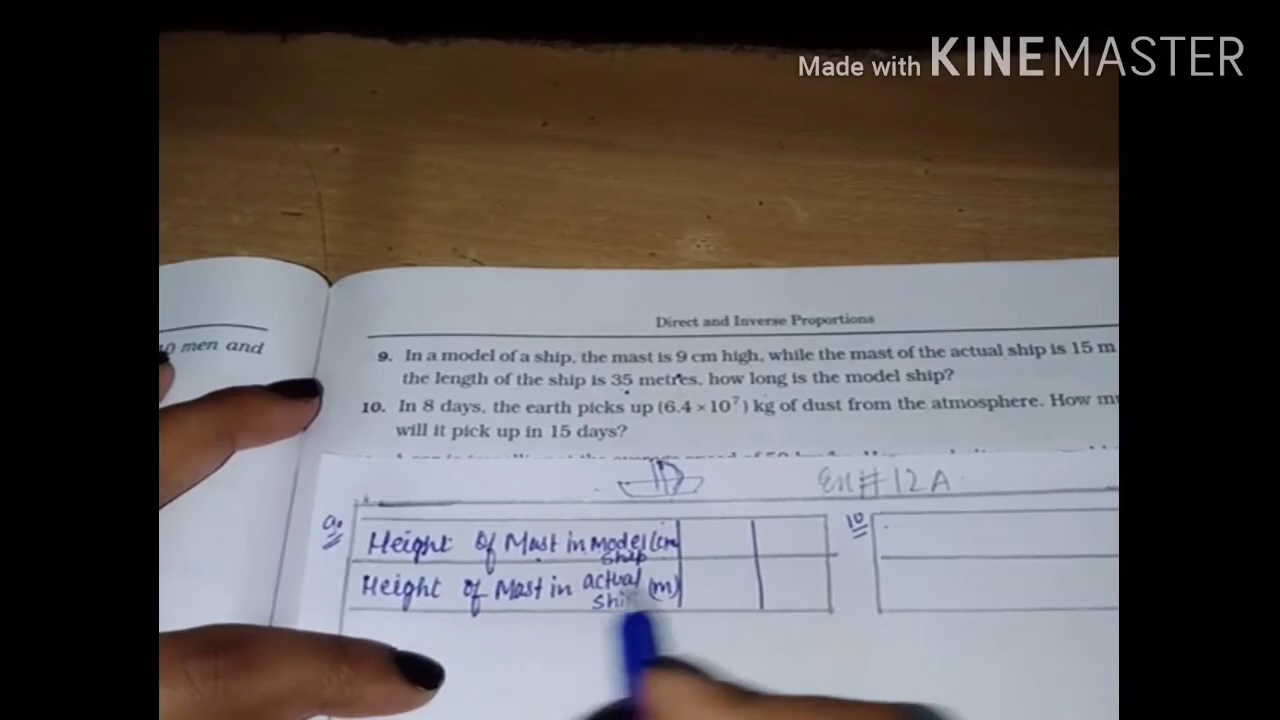 Made with KINEMASTER
men and
Direct and Inverse Proportions
9. In a model of a ship, the mast is 9 cm high, while the mast of the actual ship is 15 m
the length of the ship is 35 metres, how long is the model ship?
10. In 8 days, the earth picks up (6.4 × 10⁷) kg of dust from the atmosphere. How
will it pick up in 15 days?
12A
Height of Mast in Model (cm
ship
Height of Mast in actual (m)
10